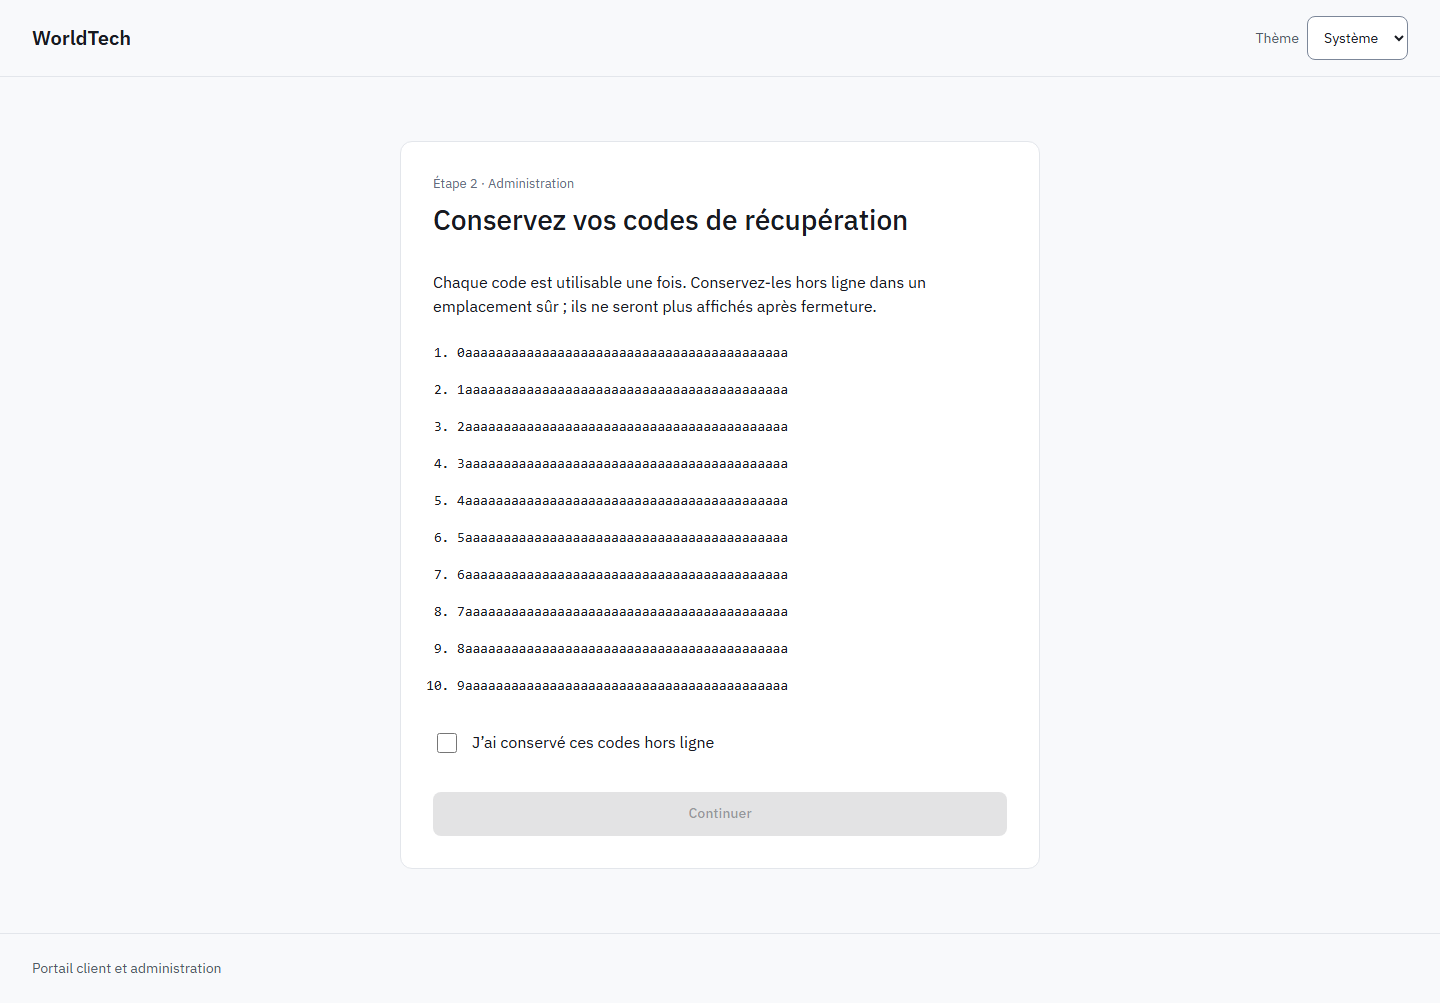 WorldTech
Thème Système
Étape 2 · Administration
Conservez vos codes de récupération
Chaque code est utilisable une fois. Conservez-les hors ligne dans un
emplacement sûr ; ils ne seront plus affichés après fermeture.
1. 0aaaaaaaaaaaaaaaaaaaaaaaaaaaaaaaaaaaaaaaaaa
2. 1aaaaaaaaaaaaaaaaaaaaaaaaaaaaaaaaaaaaaaaaaa
3. 2aaaaaaaaaaaaaaaaaaaaaaaaaaaaaaaaaaaaaaaaaa
4. 3aaaaaaaaaaaaaaaaaaaaaaaaaaaaaaaaaaaaaaaaaa
5. 4aaaaaaaaaaaaaaaaaaaaaaaaaaaaaaaaaaaaaaaaaa
6. 5aaaaaaaaaaaaaaaaaaaaaaaaaaaaaaaaaaaaaaaaaa
7. 6aaaaaaaaaaaaaaaaaaaaaaaaaaaaaaaaaaaaaaaaaa
8. 7aaaaaaaaaaaaaaaaaaaaaaaaaaaaaaaaaaaaaaaaaa
9. 8aaaaaaaaaaaaaaaaaaaaaaaaaaaaaaaaaaaaaaaaaa
10. 9aaaaaaaaaaaaaaaaaaaaaaaaaaaaaaaaaaaaaaaaaa
J’ai conservé ces codes hors ligne
Continuer
Portail client et administration